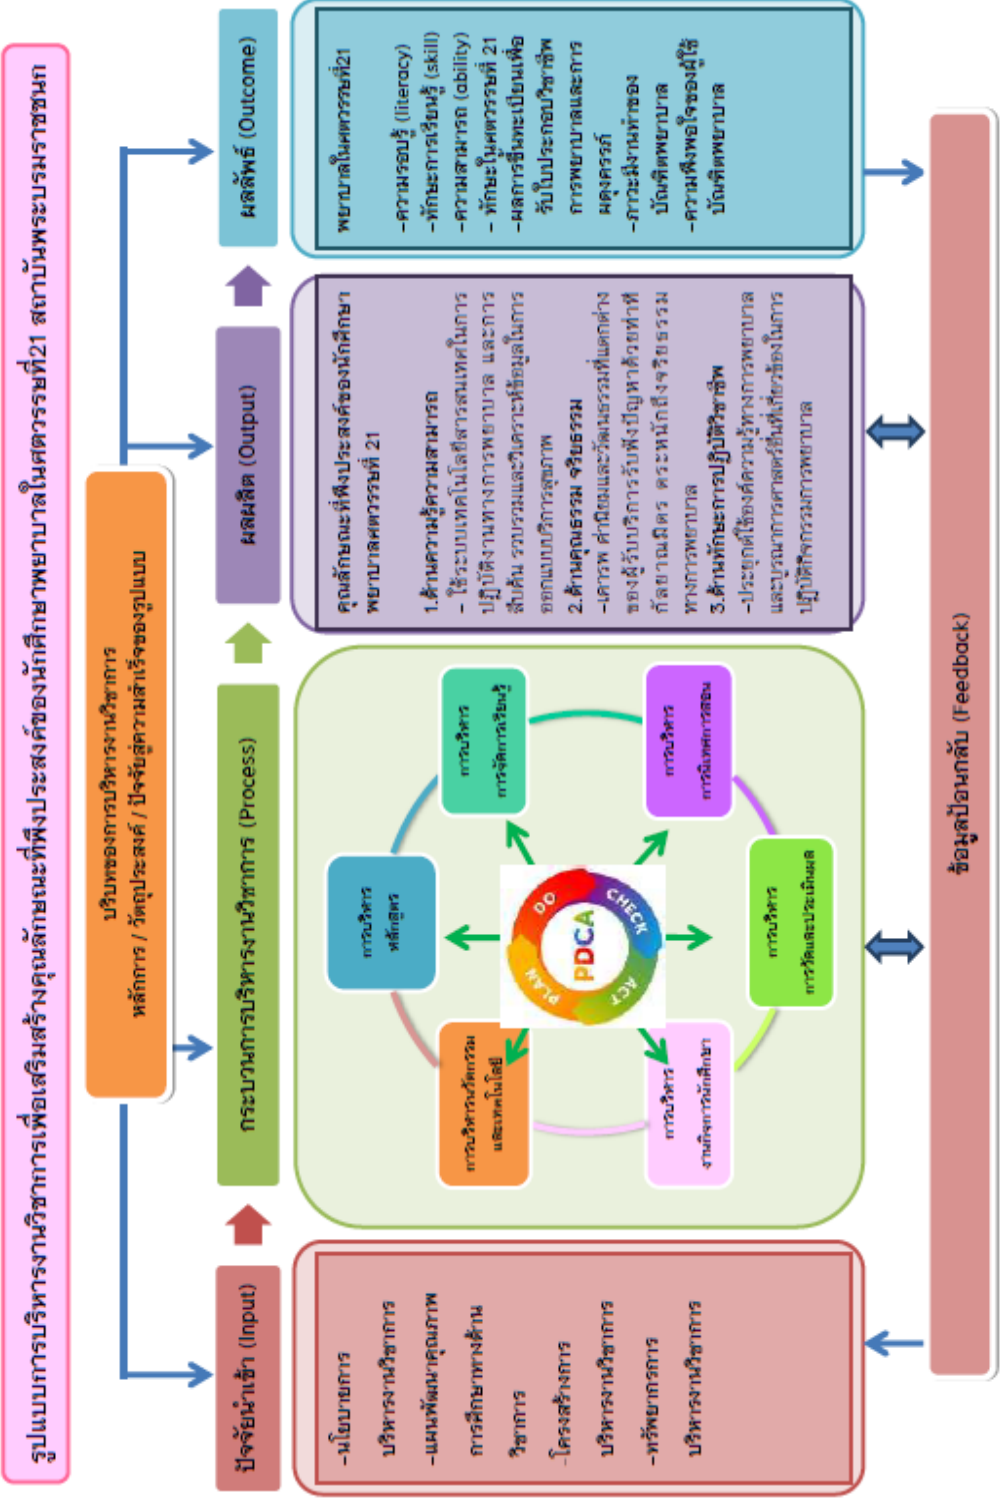 รูปแบบการบริหารงานวิชาการเพื่อเสริมสร้างคุณลักษณะที่พึงประสงค์ของนักศึกษาพยาบาลในศตวรรษที่21 สถาบันพระบรมราชชนก
บริบทของการบริหารงานวิชาการ
หลักการ / วัตถุประสงค์ / ปัจจัยสู่ความสำเร็จของรูปแบบ
ปัจจัยนำเข้า (Input)
-นโยบายการ
บริหารงานวิชาการ
-แผนพัฒนาคุณภาพ
การศึกษาทางด้าน
วิชาการ
-โครงสร้างการ
บริหารงานวิชาการ
-ทรัพยากรการ
บริหารงานวิชาการ
กระบวนการบริหารงานวิชาการ (Process)
การบริหาร
หลักสูตร
การบริหาร
การจัดการเรียนรู้
การบริหาร
การนิเทศการสอน
การบริหาร
การวัดและประเมินผล
การบริหาร
งานกิจการนักศึกษา
การบริหารนวัตกรรม
และเทคโนโลยี
PDCA
PLAN
DO
CHECK
ACT
ผลผลิต (Output)
คุณลักษณะที่พึงประสงค์ของนักศึกษา
พยาบาลศตวรรษที่ 21
1.ด้านความรู้ความสามารถ
- ใช้ระบบเทคโนโลยีสารสนเทศในการ
ปฏิบัติงานทางการพยาบาล และการ
สืบค้น รวบรวมและวิเคราะห์ข้อมูลในการ
ออกแบบบริการสุขภาพ
2.ด้านคุณธรรม จริยธรรม
-เคารพ ค่านิยมและวัฒนธรรมที่แตกต่าง
ของผู้รับบริการรับฟังปัญหาด้วยท่าที
กัลยาณมิตร ตระหนักถึงจริยธรรม
ทางการพยาบาล
3.ด้านทักษะการปฏิบัติวิชาชีพ
-ประยุกต์ใช้องค์ความรู้ทางการพยาบาล
และบูรณาการศาสตร์อื่นที่เกี่ยวข้องในการ
ปฏิบัติกิจกรรมการพยาบาล
ผลลัพธ์ (Outcome)
พยาบาลในศตวรรษที่21
-ความรอบรู้ (literacy)
-ทักษะการเรียนรู้ (skill)
-ความสามารถ (ability)
- ทักษะในศตวรรษที่ 21
-ผลการขึ้นทะเบียนเพื่อ
รับใบประกอบวิชาชีพ
การพยาบาลและการ
ผดุงครรภ์
-ภาวะมีงานทำของ
บัณฑิตพยาบาล
-ความพึงพอใจของผู้ใช้
บัณฑิตพยาบาล
ข้อมูลป้อนกลับ (Feedback)